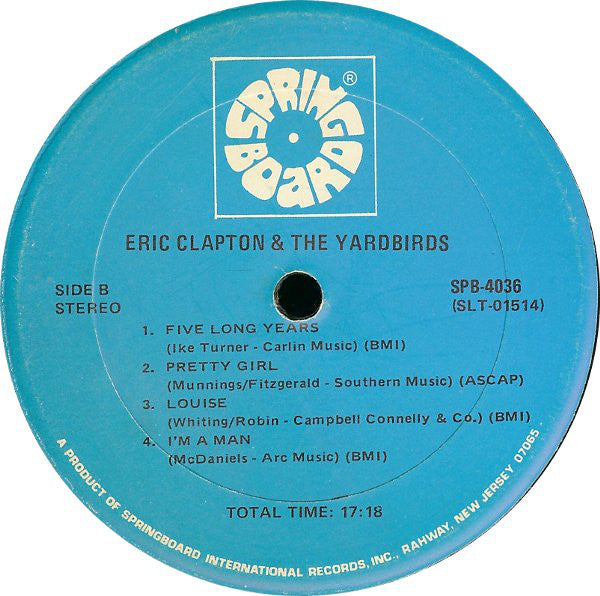 SPRING
BOARD
®
ERIC CLAPTON & THE YARDBIRDS
SIDE B
STEREO
SPB-4036
(SLT-01514)
1. FIVE LONG YEARS
(Ike Turner - Carlin Music) (BMI)
2. PRETTY GIRL
(Munnings/Fitzgerald - Southern Music) (ASCAP)
3. LOUISE
(Whiting/Robin - Campbell Connelly & Co.) (BMI)
4. I'M A MAN
(McDaniels - Arc Music) (BMI)
TOTAL TIME: 17:18
A PRODUCT OF SPRINGBOARD INTERNATIONAL RECORDS, INC., RAHWAY, NEW JERSEY 07065